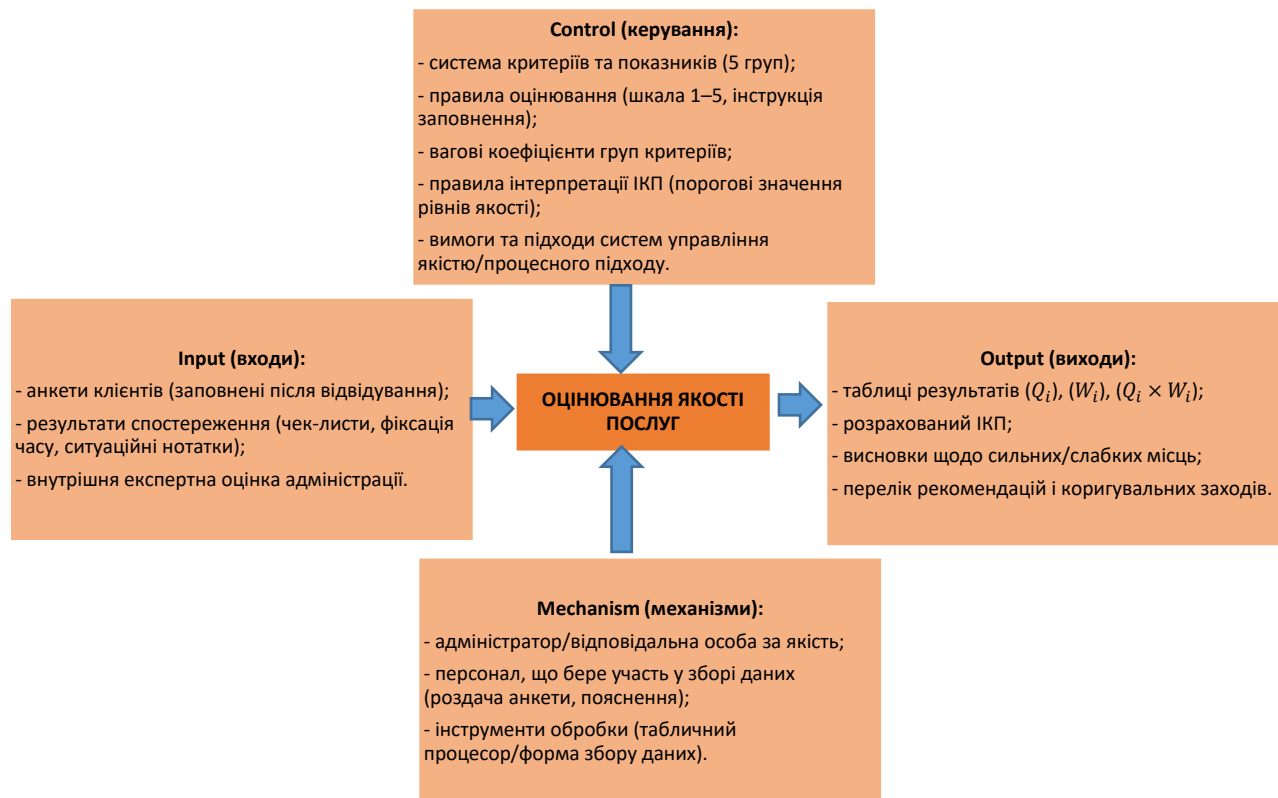 Control (керування):
- система критеріїв та показників (5 груп);
- правила оцінювання (шкала 1–5, інструкція
заповнення);
- вагові коефіцієнти груп критеріїв;
- правила інтерпретації ІКП (порогові значення
рівнів якості);
- вимоги та підходи систем управління
якістю/процесного підходу.
Input (входи):
- анкети клієнтів (заповнені після відвідування);
- результати спостереження (чек-листи, фіксація
часу, ситуаційні нотатки);
- внутрішня експертна оцінка адміністрації.
ОЦІНЮВАННЯ ЯКОСТІ
ПОСЛУГ
Output (виходи):
- таблиці результатів (Qᵢ), (Wᵢ), (Qᵢ × Wᵢ);
- розрахований ІКП;
- висновки щодо сильних/слабких місць;
- перелік рекомендацій і коригувальних заходів.
Mechanism (механізми):
- адміністратор/відповідальна особа за якість;
- персонал, що бере участь у зборі даних
(роздача анкети, пояснення);
- інструменти обробки (табличний
процесор/форма збору даних).